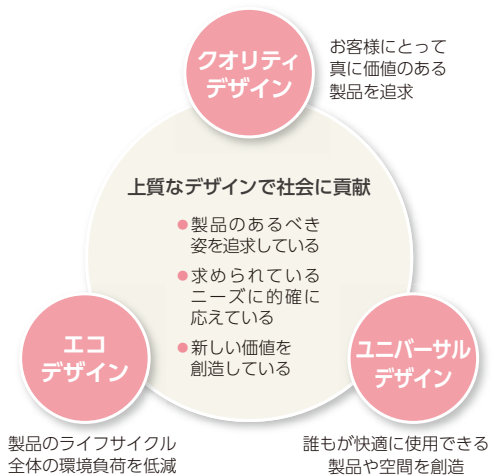 クオリティ
デザイン
お客様にとって
真に価値のある
製品を追求
上質なデザインで社会に貢献
●製品のあるべき
姿を追求している
●求められている
ニーズに的確に
応えている
●新しい価値を
創造している
エコ
デザイン
製品のライフサイクル
全体の環境負荷を低減
ユニバーサル
デザイン
誰もが快適に使用できる
製品や空間を創造